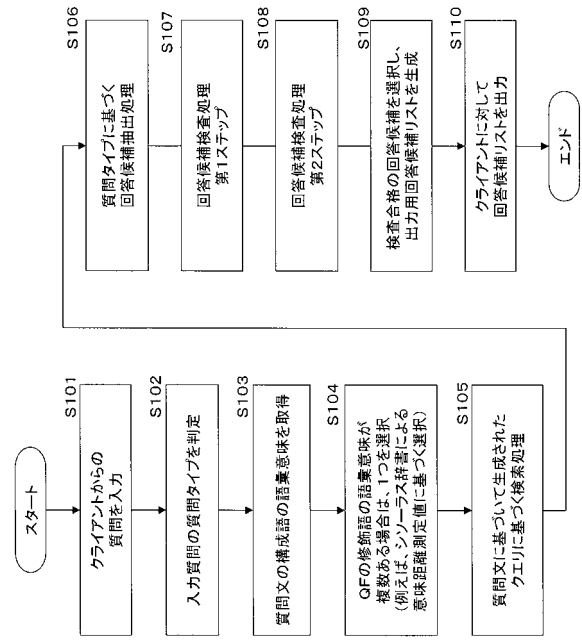 スタート
S101
クライアントからの
質問を入力
S102
入力質問の質問タイプを判定
S103
質問文の構成語の語彙意味を取得
S104
QFの修飾語の語彙意味が
複数ある場合は、1つを選択
(例えば、シソーラス辞書による
意味距離測定値に基づく選択)
S105
質問文に基づいて生成された
クエリに基づく検索処理
S106
質問タイプに基づく
回答候補抽出処理
S107
回答候補検査処理
第1ステップ
S108
回答候補検査処理
第2ステップ
S109
検査合格の回答候補を選択し、
出力用回答候補リストを生成
S110
クライアントに対して
回答候補リストを出力
エンド